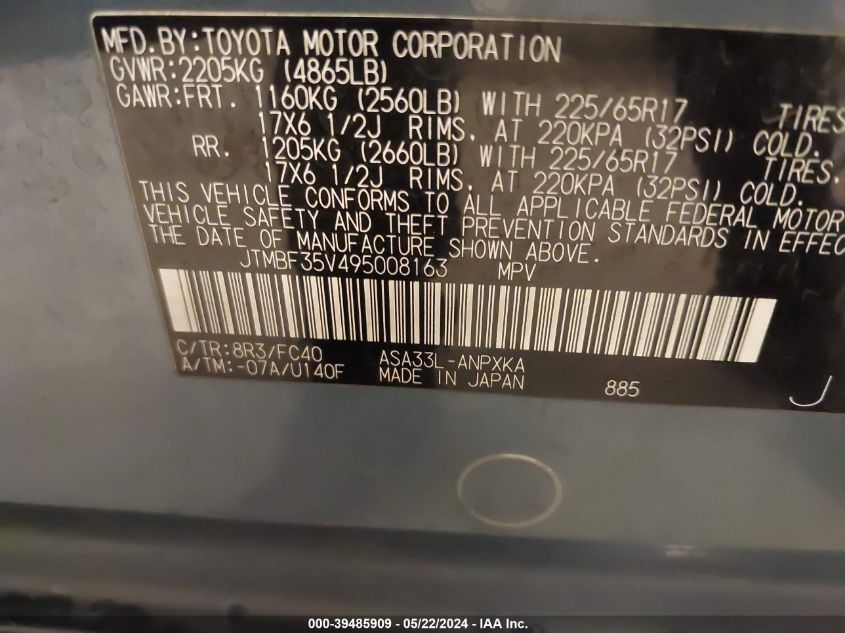 MFD.BY:TOYOTA MOTOR CORPORATION
GVWR:2205KG (4865LB)
GAWR:FRT. 1160KG (2560LB) WITH 225/65R17 TIRES
17X6 1/2J RIMS. AT 220KPA (32PSI) COLD.
RR. 1205KG (2660LB) WITH 225/65R17 TIRES.
17X6 1/2J RIMS. AT 220KPA (32PSI) COLD.
THIS VEHICLE CONFORMS TO ALL APPLICABLE FEDERAL MOTOR
VEHICLE SAFETY AND THEFT PREVENTION STANDARDS IN EFFEC
THE DATE OF MANUFACTURE SHOWN ABOVE.
JTMBF35V495008163 MPV
C/TR:8R3/FC40 ASA33L-ANPXKA
A/TM:-07A/U140F MADE IN JAPAN 885 J
000-39485909 - 05/22/2024 - IAA Inc.